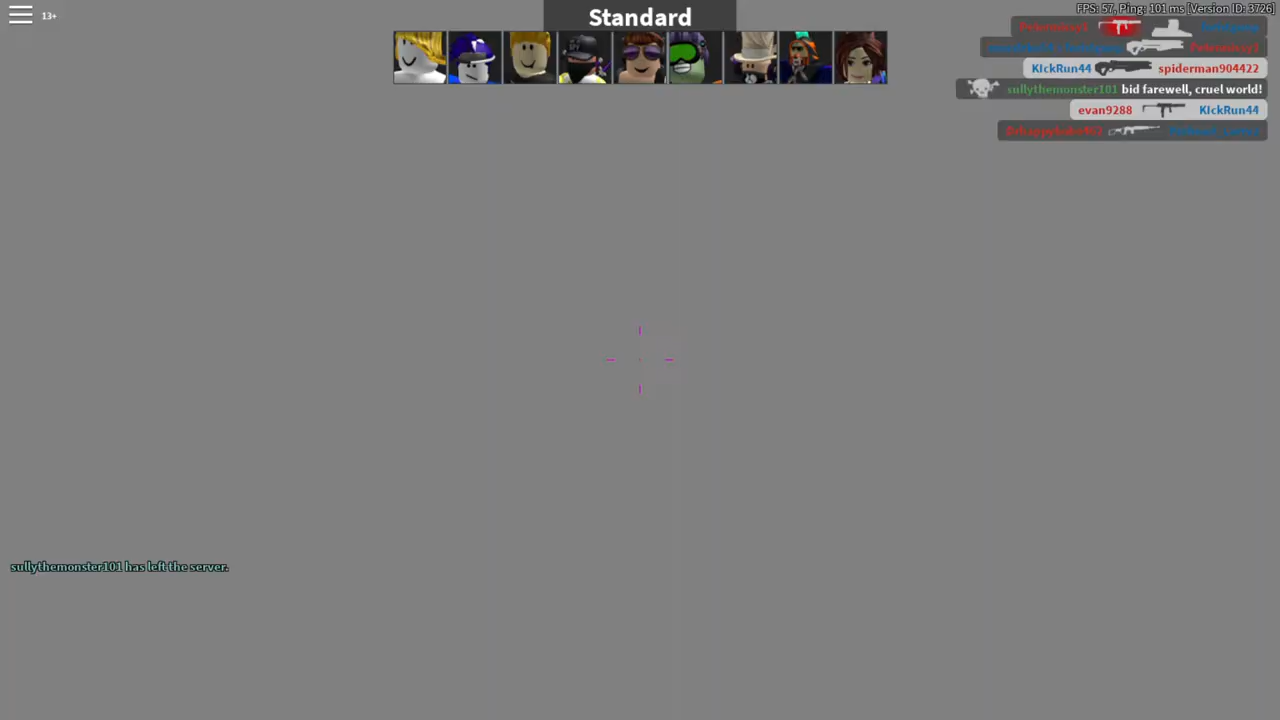 Standard
13+
FPS: 57, Ping: 101 ms [Version ID: 3726]
KIckRun44 spiderman904422
sullythemonster101 bid farewell, cruel world!
evan9288 KIckRun44
sullythemonster101 has left the server.